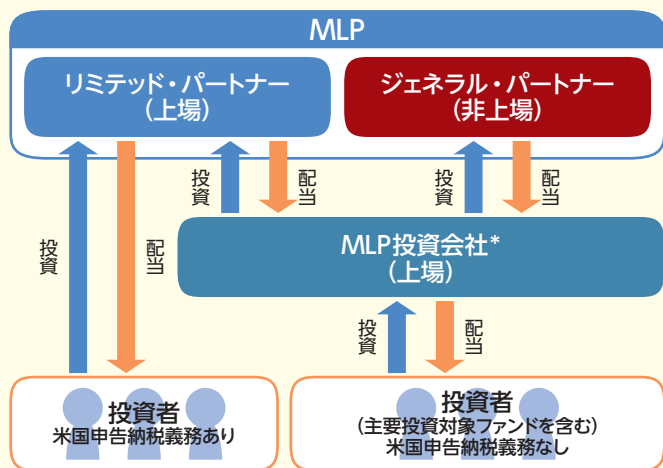 MLP
リミテッド・パートナー
(上場)
ジェネラル・パートナー
(非上場)
投資
配当
投資
配当
投資
配当
MLP投資会社*
(上場)
投資
配当
投資者
米国申告納税義務あり
投資者
(主要投資対象ファンドを含む)
米国申告納税義務なし